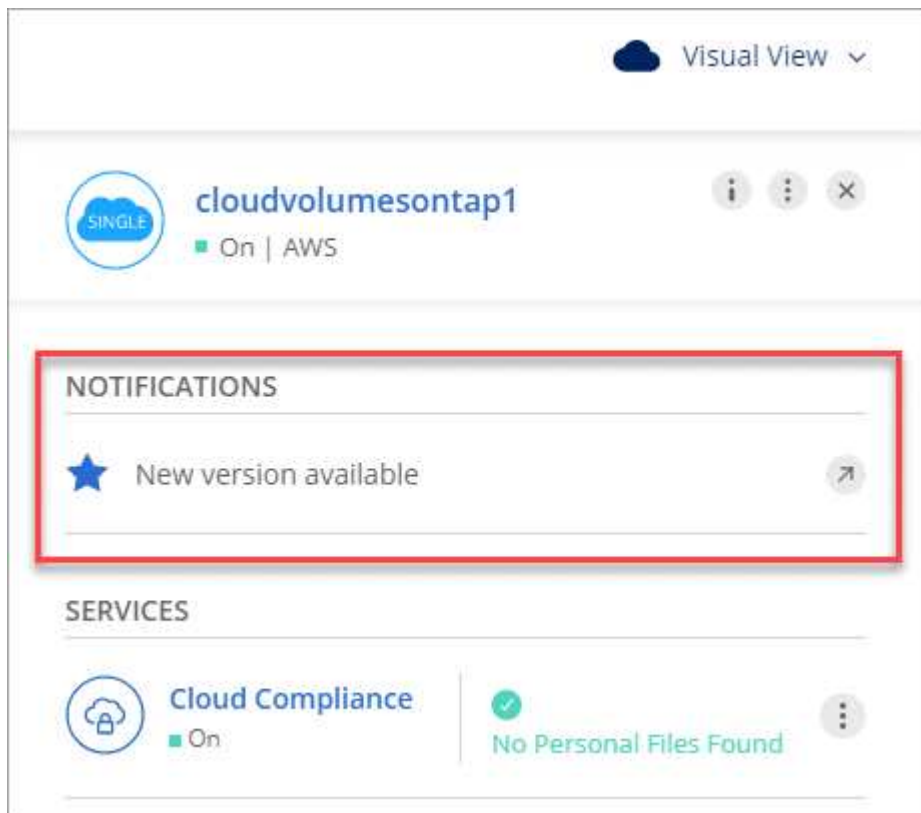 Visual View
SINGLE
cloudvolumesontap1
On | AWS
NOTIFICATIONS
New version available
SERVICES
Cloud Compliance
On
No Personal Files Found